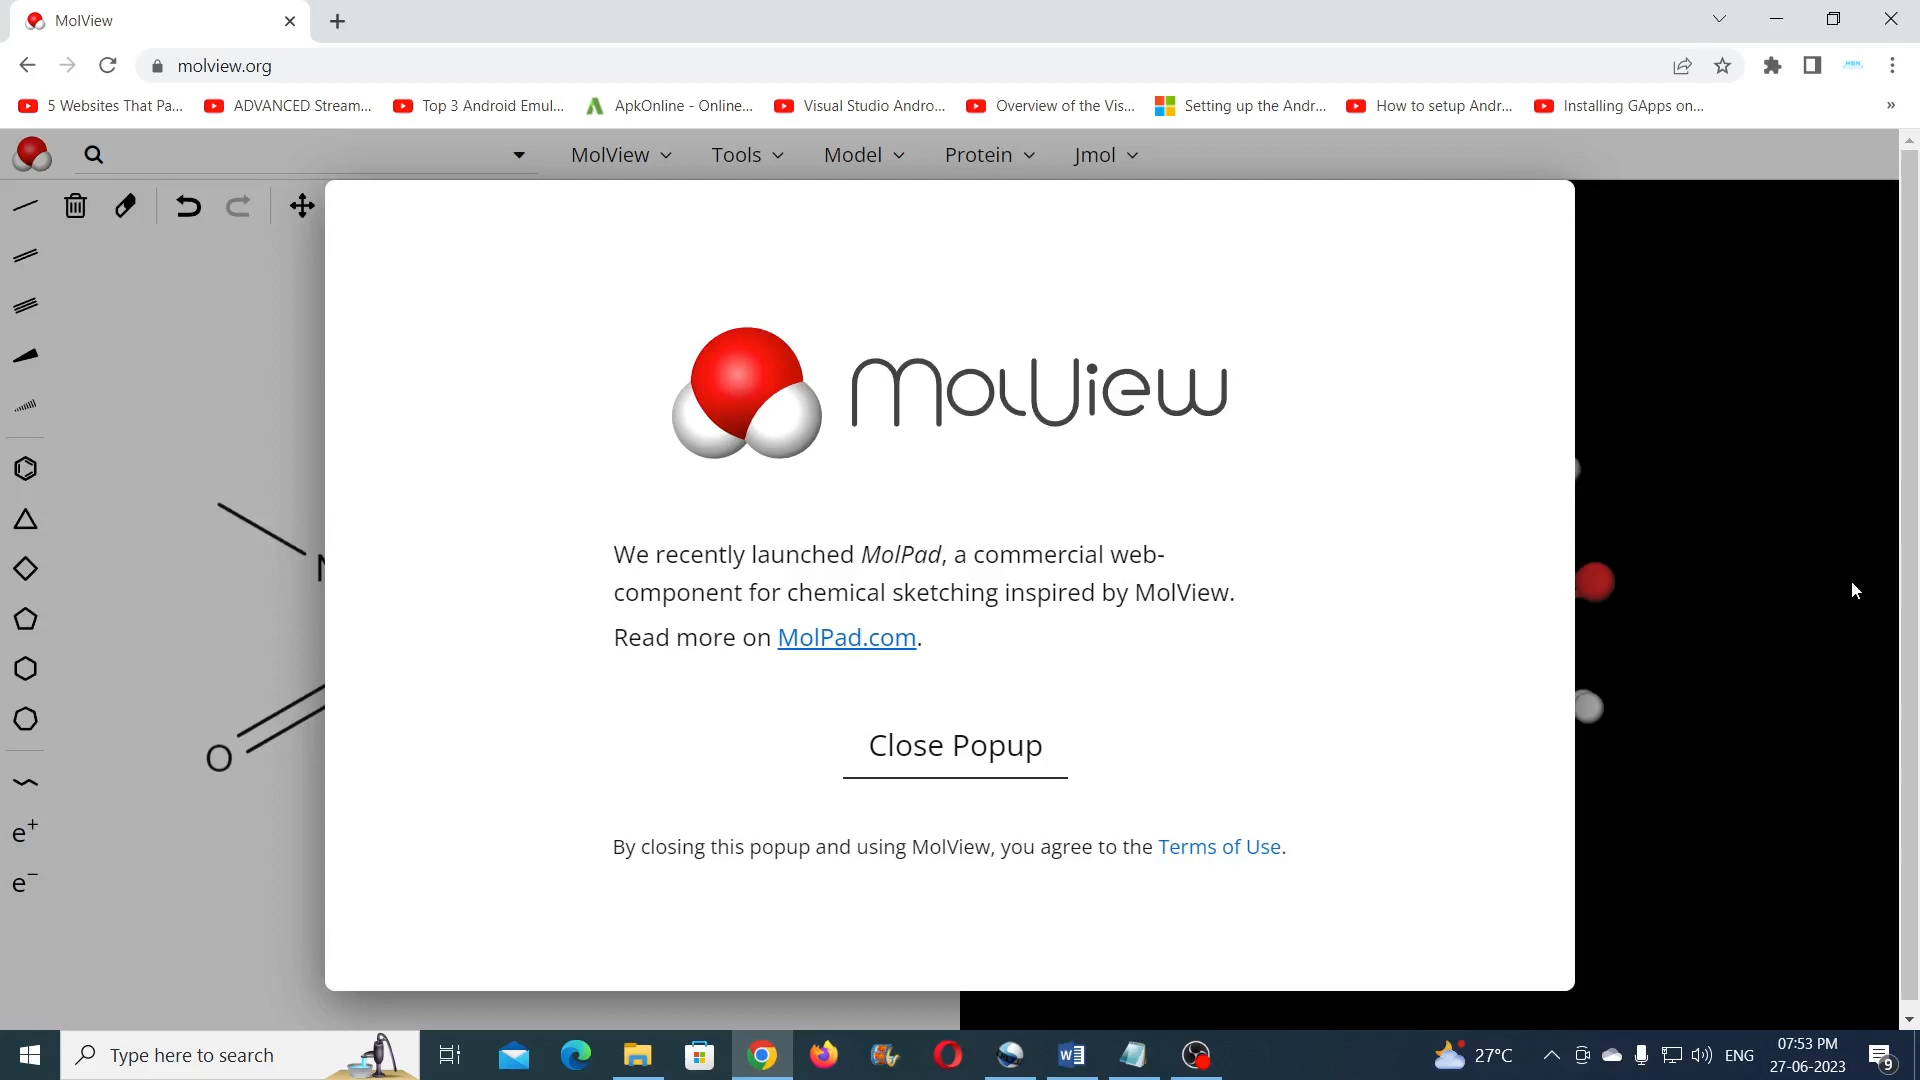 MolView
molview.org
5 Websites That Pa...
ADVANCED Stream...
Top 3 Android Emul...
ApkOnline - Online...
Visual Studio Andro...
Overview of the Vis...
Setting up the Andr...
How to setup Andr...
Installing GApps on...
»
MolView
Tools
Model
Protein
Jmol
MolView
N
We recently launched MolPad, a commercial web-
component for chemical sketching inspired by MolView.
Read more on MolPad.com.
Close Popup
O
e+
By closing this popup and using MolView, you agree to the Terms of Use.
e−
Type here to search
27°C
ENG
07:53 PM
27-06-2023
9